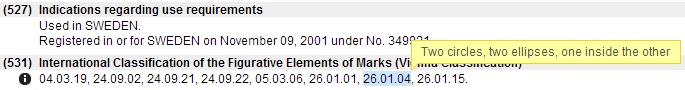 (527) Indications regarding use requirements
Used in SWEDEN.
Registered in or for SWEDEN on November 09, 2001 under No.
Two circles, two ellipses, one inside the other
(531) International Classification of the Figurative Elements of Marks Classification)
04.03.19, 24.09.02, 24.09.21, 24.09.22, 05.03.06, 26.01.01, 26.01.04, 26.01.15.